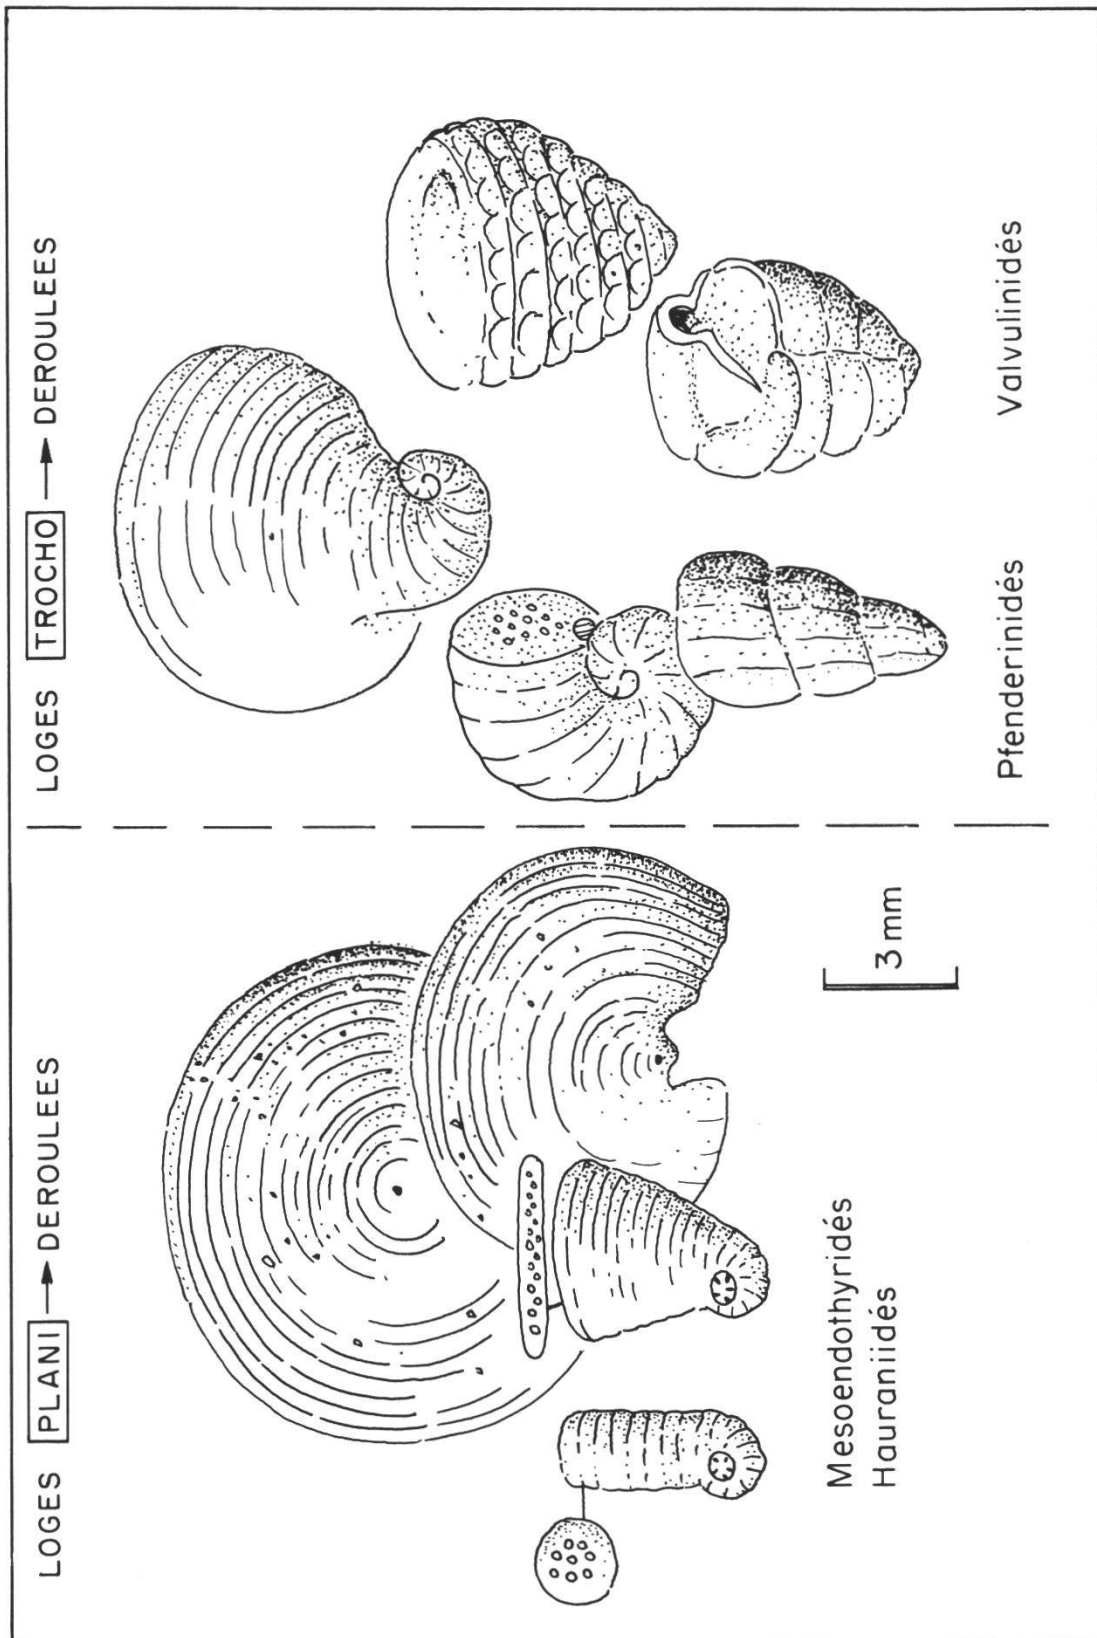 LOGES PLANI → DEROULEES
LOGES TROCHO → DEROULEES
3 mm
Mesoendothyridés
Hauraniidés
Pfenderinidés
Valvulinidés